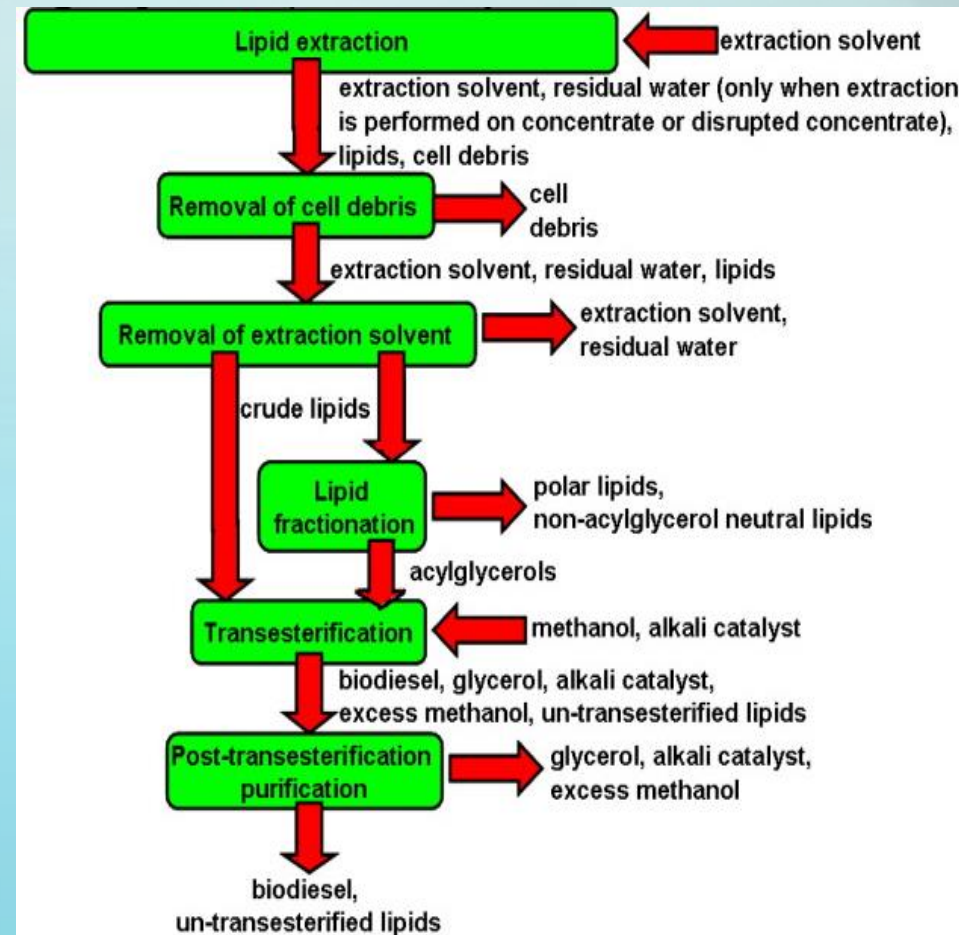 Lipid extraction
extraction solvent
extraction solvent, residual water (only when extraction
is performed on concentrate or disrupted concentrate),
lipids, cell debris
Removal of cell debris
cell
debris
extraction solvent, residual water, lipids
Removal of extraction solvent
extraction solvent,
residual water
crude lipids
Lipid
fractionation
polar lipids,
non-acylglycerol neutral lipids
acylglycerols
Transesterification
methanol, alkali catalyst
biodiesel, glycerol, alkali catalyst,
excess methanol, un-transesterified lipids
Post-transesterification
purification
glycerol, alkali catalyst,
excess methanol
biodiesel,
un-transesterified lipids